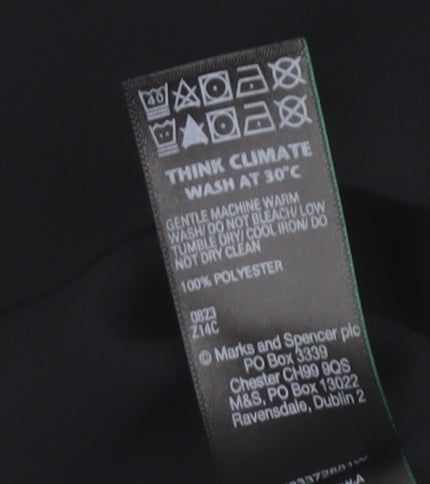 40
THINK CLIMATE
WASH AT 30°C
GENTLE MACHINE WARM
WASH/ DO NOT BLEACH/ LOW
TUMBLE DRY/ COOL IRON/ DO
NOT DRY CLEAN
100% POLYESTER
0823
Z14C
© Marks and Spencer plc
PO Box 3339
Chester CH99 9QS
M&S, PO Box 13022
Ravensdale, Dublin 2